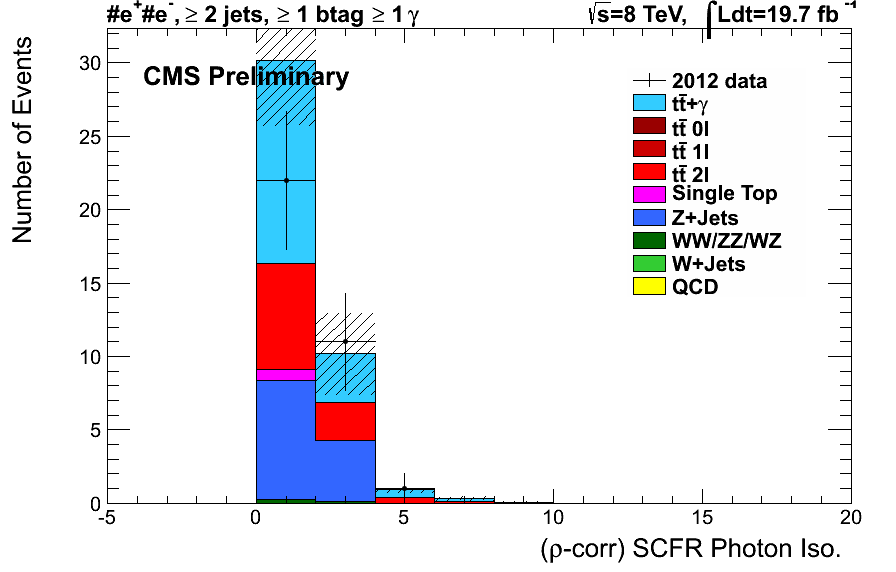 #e⁺#e⁻, ≥ 2 jets, ≥ 1 btag ≥ 1 γ
√s=8 TeV, ∫Ldt=19.7 fb⁻¹
CMS Preliminary
Number of Events
30
25
20
15
10
5
0
-5 0 5 10 15 20
(ρ-corr) SCFR Photon Iso.
2012 data
tt̄+γ
tt̄ 0l
tt̄ 1l
tt̄ 2l
Single Top
Z+Jets
WW/ZZ/WZ
W+Jets
QCD